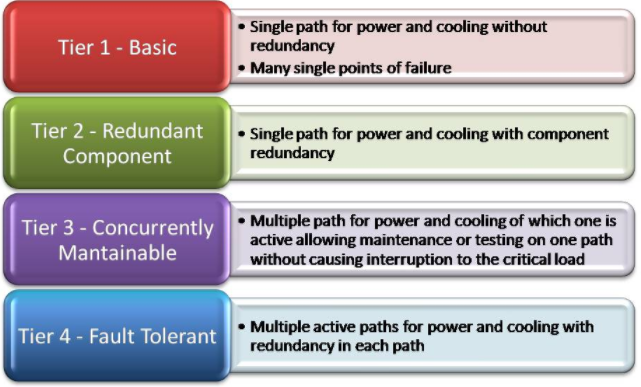 Tier 1 - Basic
• Single path for power and cooling without
redundancy
• Many single points of failure
Tier 2 - Redundant
Component
• Single path for power and cooling with component
redundancy
Tier 3 - Concurrently
Mantainable
• Multiple path for power and cooling of which one is
active allowing maintenance or testing on one path
without causing interruption to the critical load
Tier 4 - Fault Tolerant
• Multiple active paths for power and cooling with
redundancy in each path